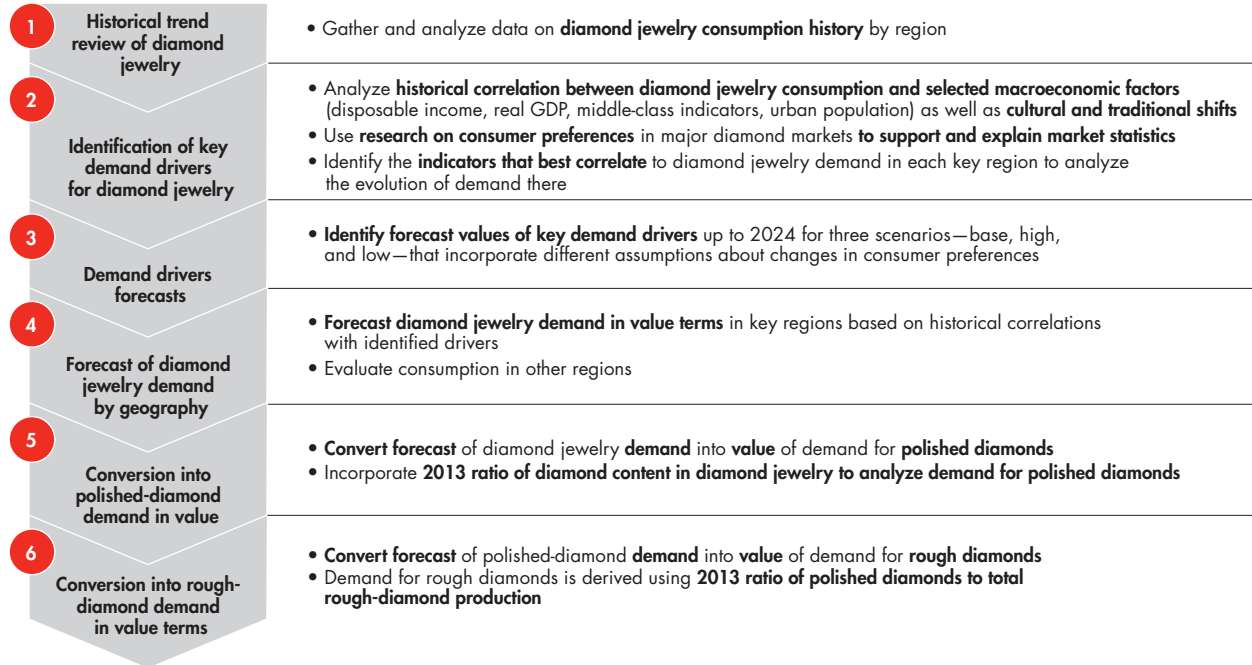 1
Historical trend
review of diamond
jewelry
• Gather and analyze data on diamond jewelry consumption history by region
2
Identification of key
demand drivers
for diamond jewelry
• Analyze historical correlation between diamond jewelry consumption and selected macroeconomic factors
(disposable income, real GDP, middle-class indicators, urban population) as well as cultural and traditional shifts
• Use research on consumer preferences in major diamond markets to support and explain market statistics
• Identify the indicators that best correlate to diamond jewelry demand in each key region to analyze
the evolution of demand there
3
Demand drivers
forecasts
• Identify forecast values of key demand drivers up to 2024 for three scenarios—base, high,
and low—that incorporate different assumptions about changes in consumer preferences
4
Forecast of diamond
jewelry demand
by geography
• Forecast diamond jewelry demand in value terms in key regions based on historical correlations
with identified drivers
• Evaluate consumption in other regions
5
Conversion into
polished-diamond
demand in value
• Convert forecast of diamond jewelry demand into value of demand for polished diamonds
• Incorporate 2013 ratio of diamond content in diamond jewelry to analyze demand for polished diamonds
6
Conversion into rough-
diamond demand
in value terms
• Convert forecast of polished-diamond demand into value of demand for rough diamonds
• Demand for rough diamonds is derived using 2013 ratio of polished diamonds to total
rough-diamond production